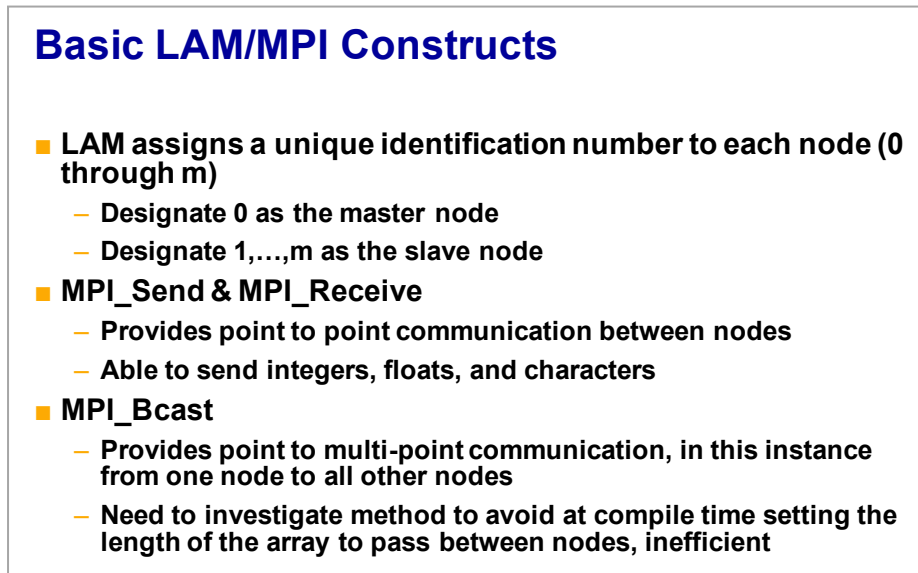 Basic LAM/MPI Constructs
■ LAM assigns a unique identification number to each node (0
through m)
– Designate 0 as the master node
– Designate 1,…,m as the slave node
■ MPI_Send & MPI_Receive
– Provides point to point communication between nodes
– Able to send integers, floats, and characters
■ MPI_Bcast
– Provides point to multi-point communication, in this instance
from one node to all other nodes
– Need to investigate method to avoid at compile time setting the
length of the array to pass between nodes, inefficient